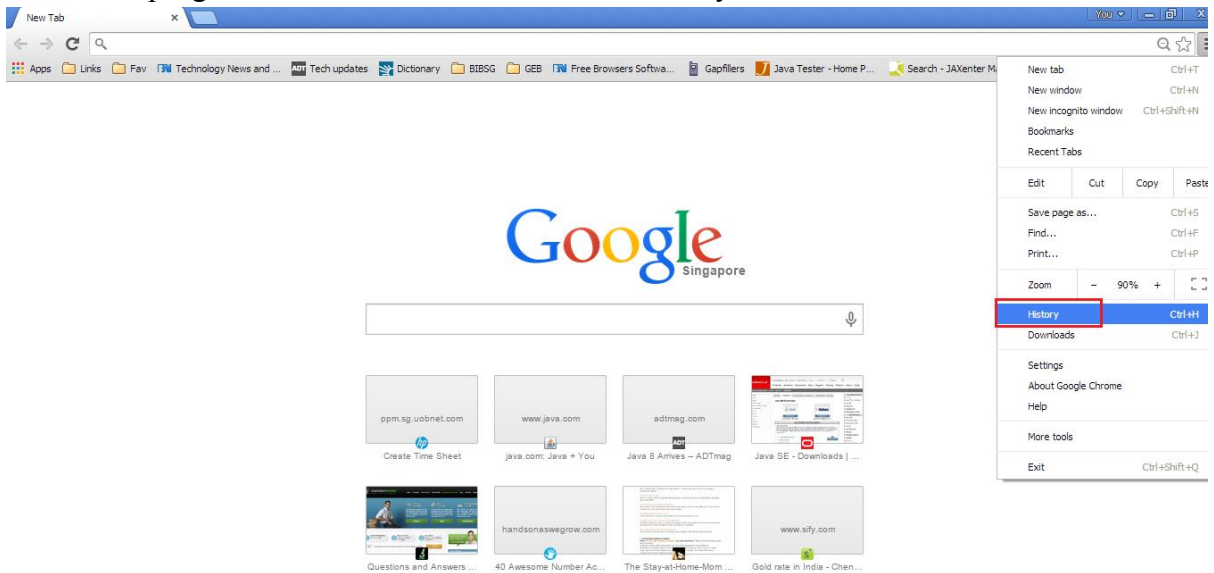 New Tab
You
Apps Links Fav Technology News and ... Tech updates Dictionary BIBSG GEB Free Browsers Softwa... Gapfillers Java Tester - Home P... Search - JAXenter M
New tab Ctrl+T
New window Ctrl+N
New incognito window Ctrl+Shift+N
Bookmarks
Recent Tabs
Edit Cut Copy Paste
Save page as... Ctrl+S
Find... Ctrl+F
Print... Ctrl+P
Zoom - 90% +
History Ctrl+H
Downloads Ctrl+J
Settings
About Google Chrome
Help
More tools
Exit Ctrl+Shift+Q
Google
Singapore
ppm.sg.uobnet.com www.java.com adtmag.com
ADT
Create Time Sheet java.com: Java + You Java 8 Arrives -- ADTmag Java SE - Downloads | ...
handsonaswegrow.com www.sify.com
Questions and Answers ... 40 Awesome Number Ac... The Stay-at-Home-Mom ... Gold rate in India - Chen...